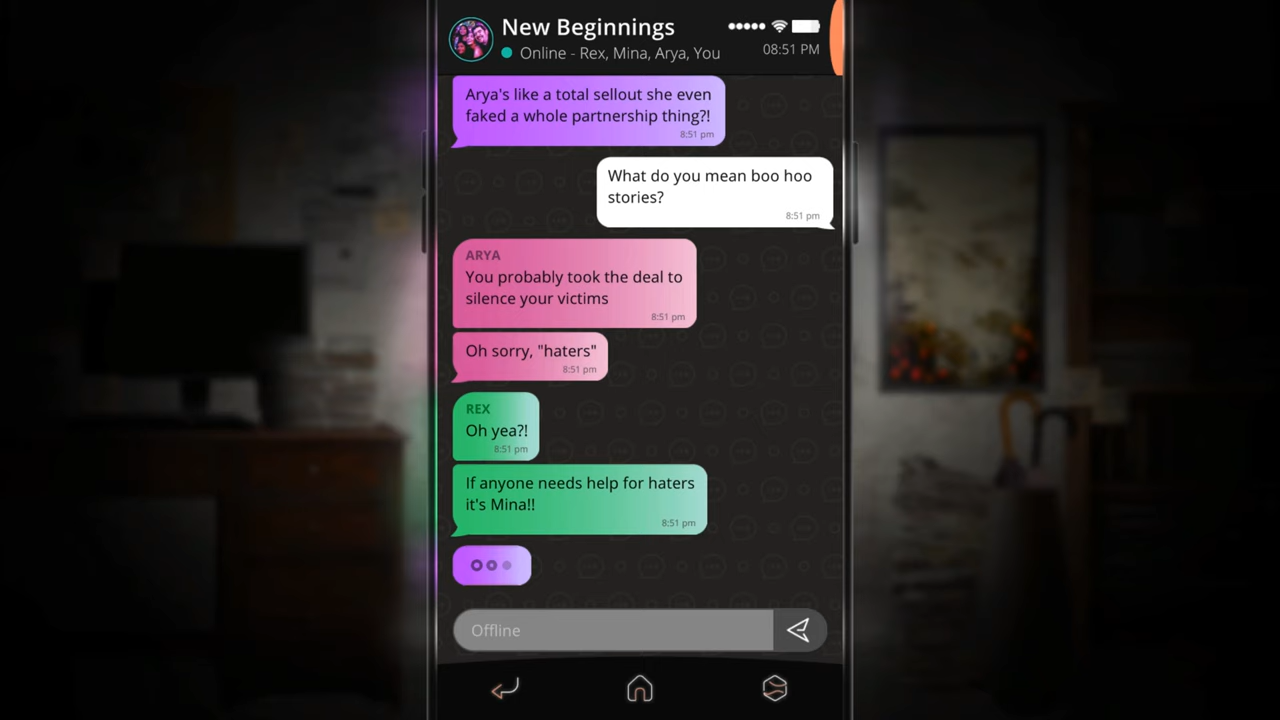 New Beginnings
Online - Rex, Mina, Arya, You
08:51 PM
Arya's like a total sellout she even
faked a whole partnership thing?!
8:51 pm
What do you mean boo hoo
stories?
8:51 pm
ARYA
You probably took the deal to
silence your victims
8:51 pm
Oh sorry, "haters"
8:51 pm
REX
Oh yea?!
8:51 pm
If anyone needs help for haters
it's Mina!!
8:51 pm
Offline